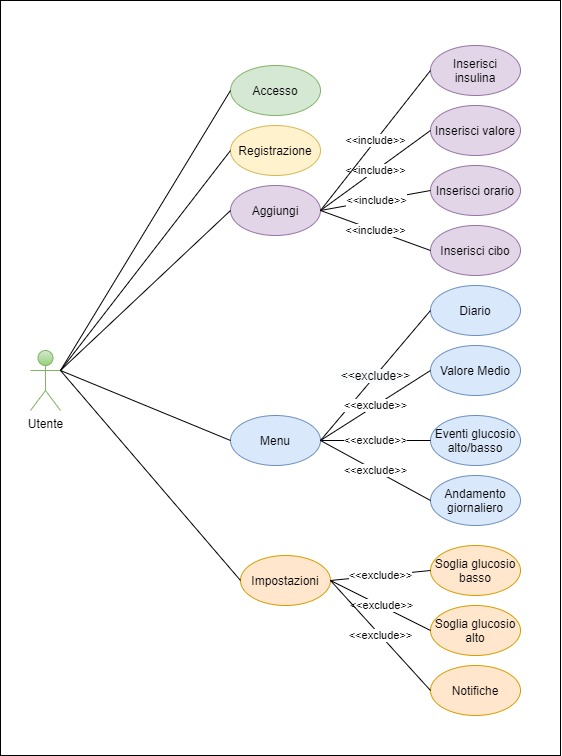 Accesso
Registrazione
Aggiungi
Inserisci
insulina
<<include>>
Inserisci valore
<<include>>
Inserisci orario
<<include>>
Inserisci cibo
<<include>>
Utente
Menu
Diario
<<exclude>>
Valore Medio
<<exclude>>
Eventi glucosio
alto/basso
<<exclude>>
Andamento
giornaliero
<<exclude>>
Impostazioni
Soglia glucosio
basso
<<exclude>>
Soglia glucosio
alto
<<exclude>>
Notifiche
<<exclude>>